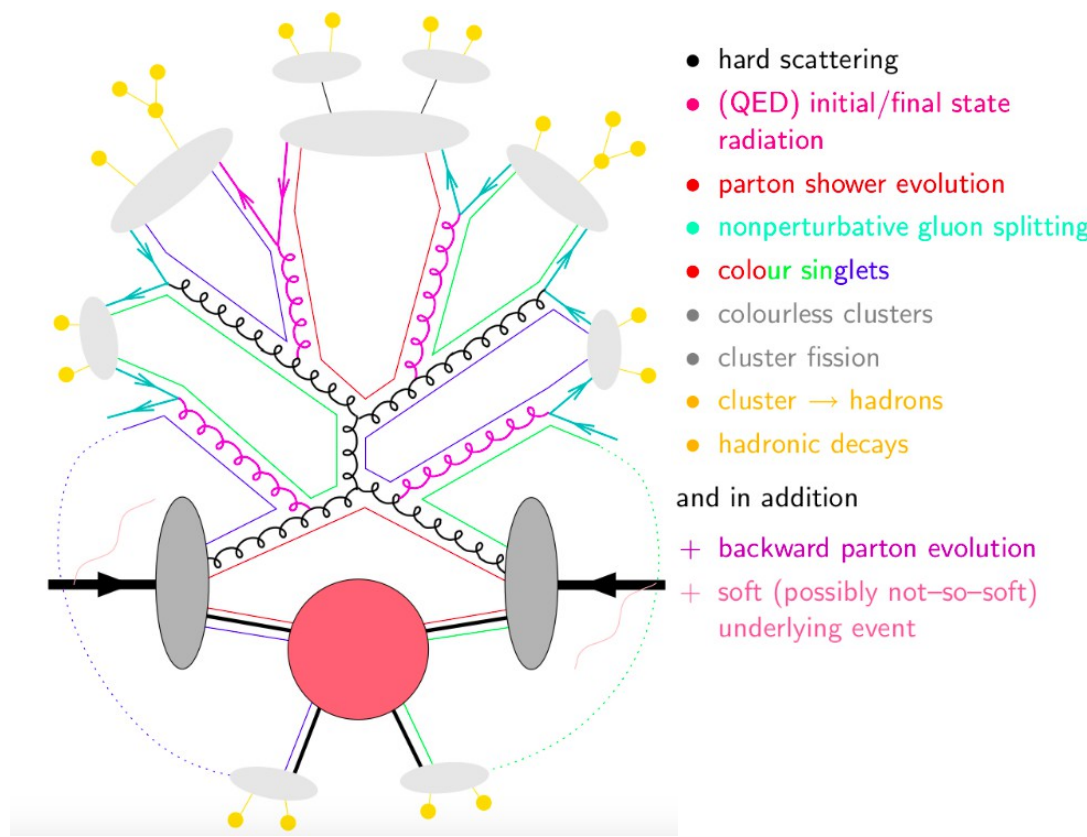 ● hard scattering
● (QED) initial/final state
radiation
● parton shower evolution
● nonperturbative gluon splitting
● colour singlets
● colourless clusters
● cluster fission
● cluster → hadrons
● hadronic decays
and in addition
+ backward parton evolution
+ soft (possibly not–so–soft)
underlying event